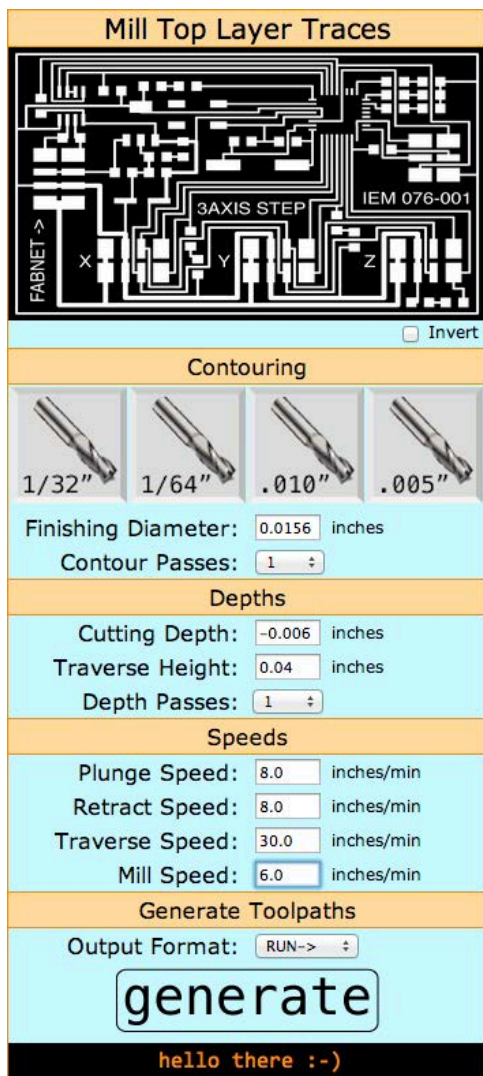 Mill Top Layer Traces
3AXIS STEP
IEM 076-001
FABNET ->
X
Y
Z
Invert
Contouring
1/32”
1/64”
.010”
.005”
Finishing Diameter: 0.0156 inches
Contour Passes: 1
Depths
Cutting Depth: -0.006 inches
Traverse Height: 0.04 inches
Depth Passes: 1
Speeds
Plunge Speed: 8.0 inches/min
Retract Speed: 8.0 inches/min
Traverse Speed: 30.0 inches/min
Mill Speed: 6.0 inches/min
Generate Toolpaths
Output Format: RUN->
generate
hello there :-)